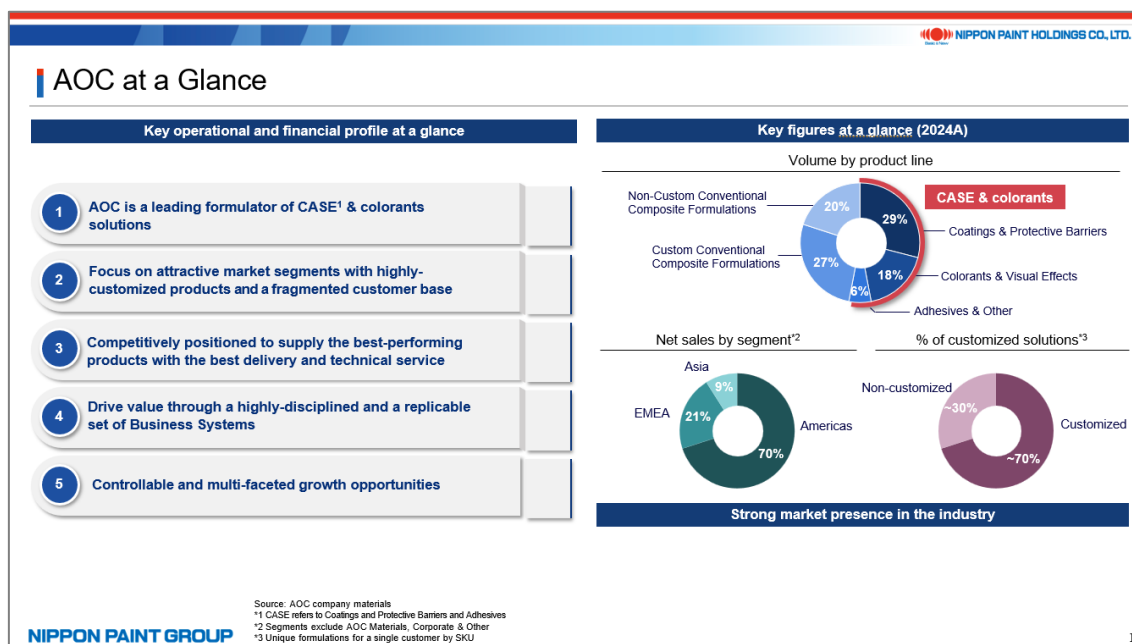 NIPPON PAINT HOLDINGS CO., LTD.
AOC at a Glance
Key operational and financial profile at a glance
1
AOC is a leading formulator of CASE¹ & colorants
solutions
2
Focus on attractive market segments with highly-
customized products and a fragmented customer base
3
Competitively positioned to supply the best-performing
products with the best delivery and technical service
4
Drive value through a highly-disciplined and a replicable
set of Business Systems
5
Controllable and multi-faceted growth opportunities
Key figures at a glance (2024A)
Volume by product line
CASE & colorants
Non-Custom Conventional
Composite Formulations
20%
29%
Coatings & Protective Barriers
Custom Conventional
Composite Formulations
27%
18%
Colorants & Visual Effects
6%
Adhesives & Other
Net sales by segment*2
Asia
9%
EMEA
21%
Americas
70%
% of customized solutions*3
Non-customized
~30%
Customized
~70%
Strong market presence in the industry
Source: AOC company materials
*1 CASE refers to Coatings and Protective Barriers and Adhesives
*2 Segments exclude AOC Materials, Corporate & Other
*3 Unique formulations for a single customer by SKU
NIPPON PAINT GROUP